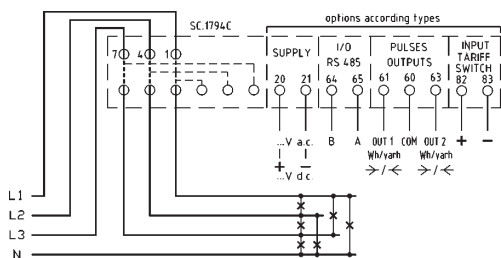 SC.1794C
options according types
7 4 1
SUPPLY
I/O
RS 485
PULSES
OUTPUTS
INPUT
TARIFF
SWITCH
20 21 64 65 61 60 63 82 83
...V a.c.
+ −
...V d.c.
B A OUT 1 COM OUT 2 + −
Wh/varh Wh/varh
L1
L2
L3
N